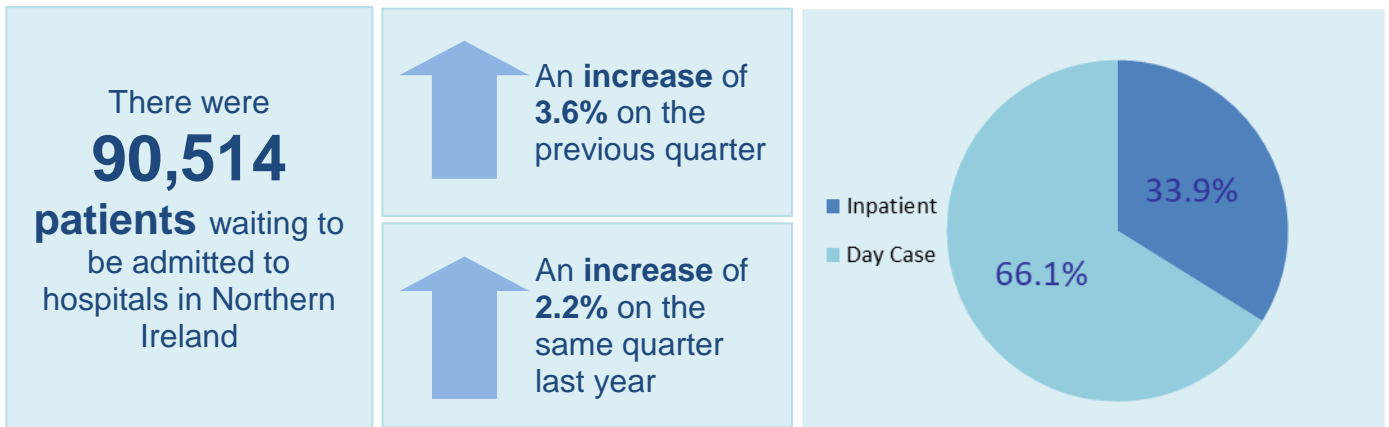 There were
90,514
patients waiting to
be admitted to
hospitals in Northern
Ireland
An increase of
3.6% on the
previous quarter
An increase of
2.2% on the
same quarter
last year
Inpatient
Day Case
33.9%
66.1%